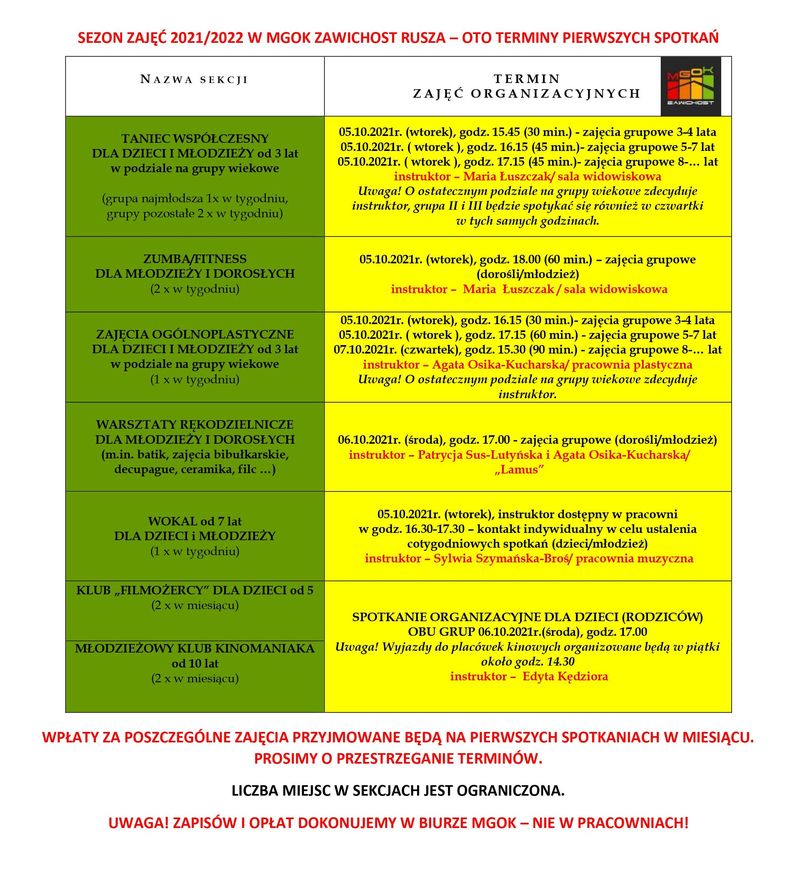 SEZON ZAJĘĆ 2021/2022 W MGOK ZAWICHOST RUSZA – OTO TERMINY PIERWSZYCH SPOTKAŃ
NAZWA SEKCJI
TERMIN
ZAJĘĆ ORGANIZACYJNYCH
MGOK
ZAWICHOST
TANIEC WSPÓŁCZESNY
DLA DZIECI I MŁODZIEŻY od 3 lat
w podziale na grupy wiekowe
(grupa najmłodsza 1x w tygodniu,
grupy pozostałe 2 x w tygodniu)
05.10.2021r. (wtorek), godz. 15.45 (30 min.) - zajęcia grupowe 3-4 lata
05.10.2021r. ( wtorek ), godz. 16.15 (45 min.)- zajęcia grupowe 5-7 lat
05.10.2021r. ( wtorek ), godz. 17.15 (45 min.)- zajęcia grupowe 8-… lat
instruktor – Maria Łuszczak/ sala widowiskowa
Uwaga! O ostatecznym podziale na grupy wiekowe zdecyduje
instruktor, grupa II i III będzie spotykać się również w czwartki
w tych samych godzinach.
ZUMBA/FITNESS
DLA MŁODZIEŻY I DOROSŁYCH
(2 x w tygodniu)
05.10.2021r. (wtorek), godz. 18.00 (60 min.) – zajęcia grupowe
(dorośli/młodzież)
instruktor – Maria Łuszczak / sala widowiskowa
ZAJĘCIA OGÓLNOPLASTYCZNE
DLA DZIECI I MŁODZIEŻY od 3 lat
w podziale na grupy wiekowe
(1 x w tygodniu)
05.10.2021r. (wtorek), godz. 16.15 (30 min.)- zajęcia grupowe 3-4 lata
05.10.2021r. ( wtorek ), godz. 17.15 (60 min.) - zajęcia grupowe 5-7 lat
07.10.2021r. (czwartek), godz. 15.30 (90 min.) - zajęcia grupowe 8-… lat
instruktor – Agata Osika-Kucharska/ pracownia plastyczna
Uwaga! O ostatecznym podziale na grupy wiekowe zdecyduje
instruktor.
WARSZTATY RĘKODZIELNICZE
DLA MŁODZIEŻY I DOROSŁYCH
(m.in. batik, zajęcia bibułkarskie,
decupague, ceramika, filc …)
06.10.2021r. (środa), godz. 17.00 - zajęcia grupowe (dorośli/młodzież)
instruktor – Patrycja Sus-Lutyńska i Agata Osika-Kucharska/
„Lamus”
WOKAL od 7 lat
DLA DZIECI i MŁODZIEŻY
(1 x w tygodniu)
05.10.2021r. (wtorek), instruktor dostępny w pracowni
w godz. 16.30-17.30 – kontakt indywidualny w celu ustalenia
cotygodniowych spotkań (dzieci/młodzież)
instruktor – Sylwia Szymańska-Broś/ pracownia muzyczna
KLUB „FILMOŻERCY” DLA DZIECI od 5
(2 x w miesiącu)
MŁODZIEŻOWY KLUB KINOMANIAKA
od 10 lat
(2 x w miesiącu)
SPOTKANIE ORGANIZACYJNE DLA DZIECI (RODZICÓW)
OBU GRUP 06.10.2021r.(środa), godz. 17.00
Uwaga! Wyjazdy do placówek kinowych organizowane będą w piątki
około godz. 14.30
instruktor – Edyta Kędziora
WPŁATY ZA POSZCZEGÓLNE ZAJĘCIA PRZYJMOWANE BĘDĄ NA PIERWSZYCH SPOTKANIACH W MIESIĄCU.
PROSIMY O PRZESTRZEGANIE TERMINÓW.
LICZBA MIEJSC W SEKCJACH JEST OGRANICZONA.
UWAGA! ZAPISÓW I OPŁAT DOKONUJEMY W BIURZE MGOK – NIE W PRACOWNIACH!